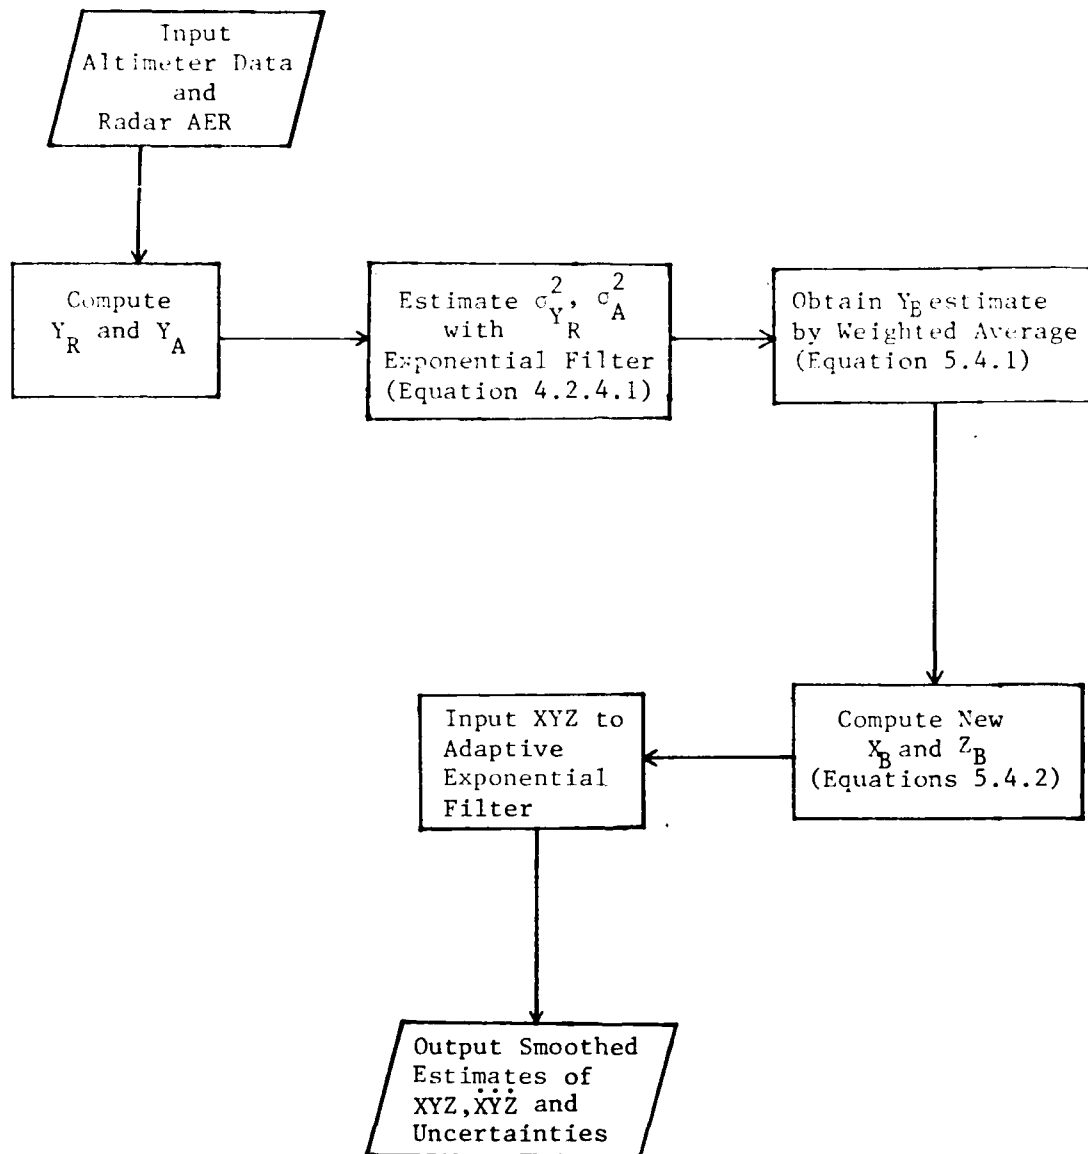 Input
Altimeter Data
and
Radar AER
Compute
Y_R and Y_A
Estimate σ²_{Y_R}, σ²_A
with
Exponential Filter
(Equation 4.2.4.1)
Obtain Y_B estimate
by Weighted Average
(Equation 5.4.1)
Compute New
X_B and Z_B
(Equations 5.4.2)
Input XYZ to
Adaptive
Exponential
Filter
Output Smoothed
Estimates of
XYZ,ẊẎŻ and
Uncertainties